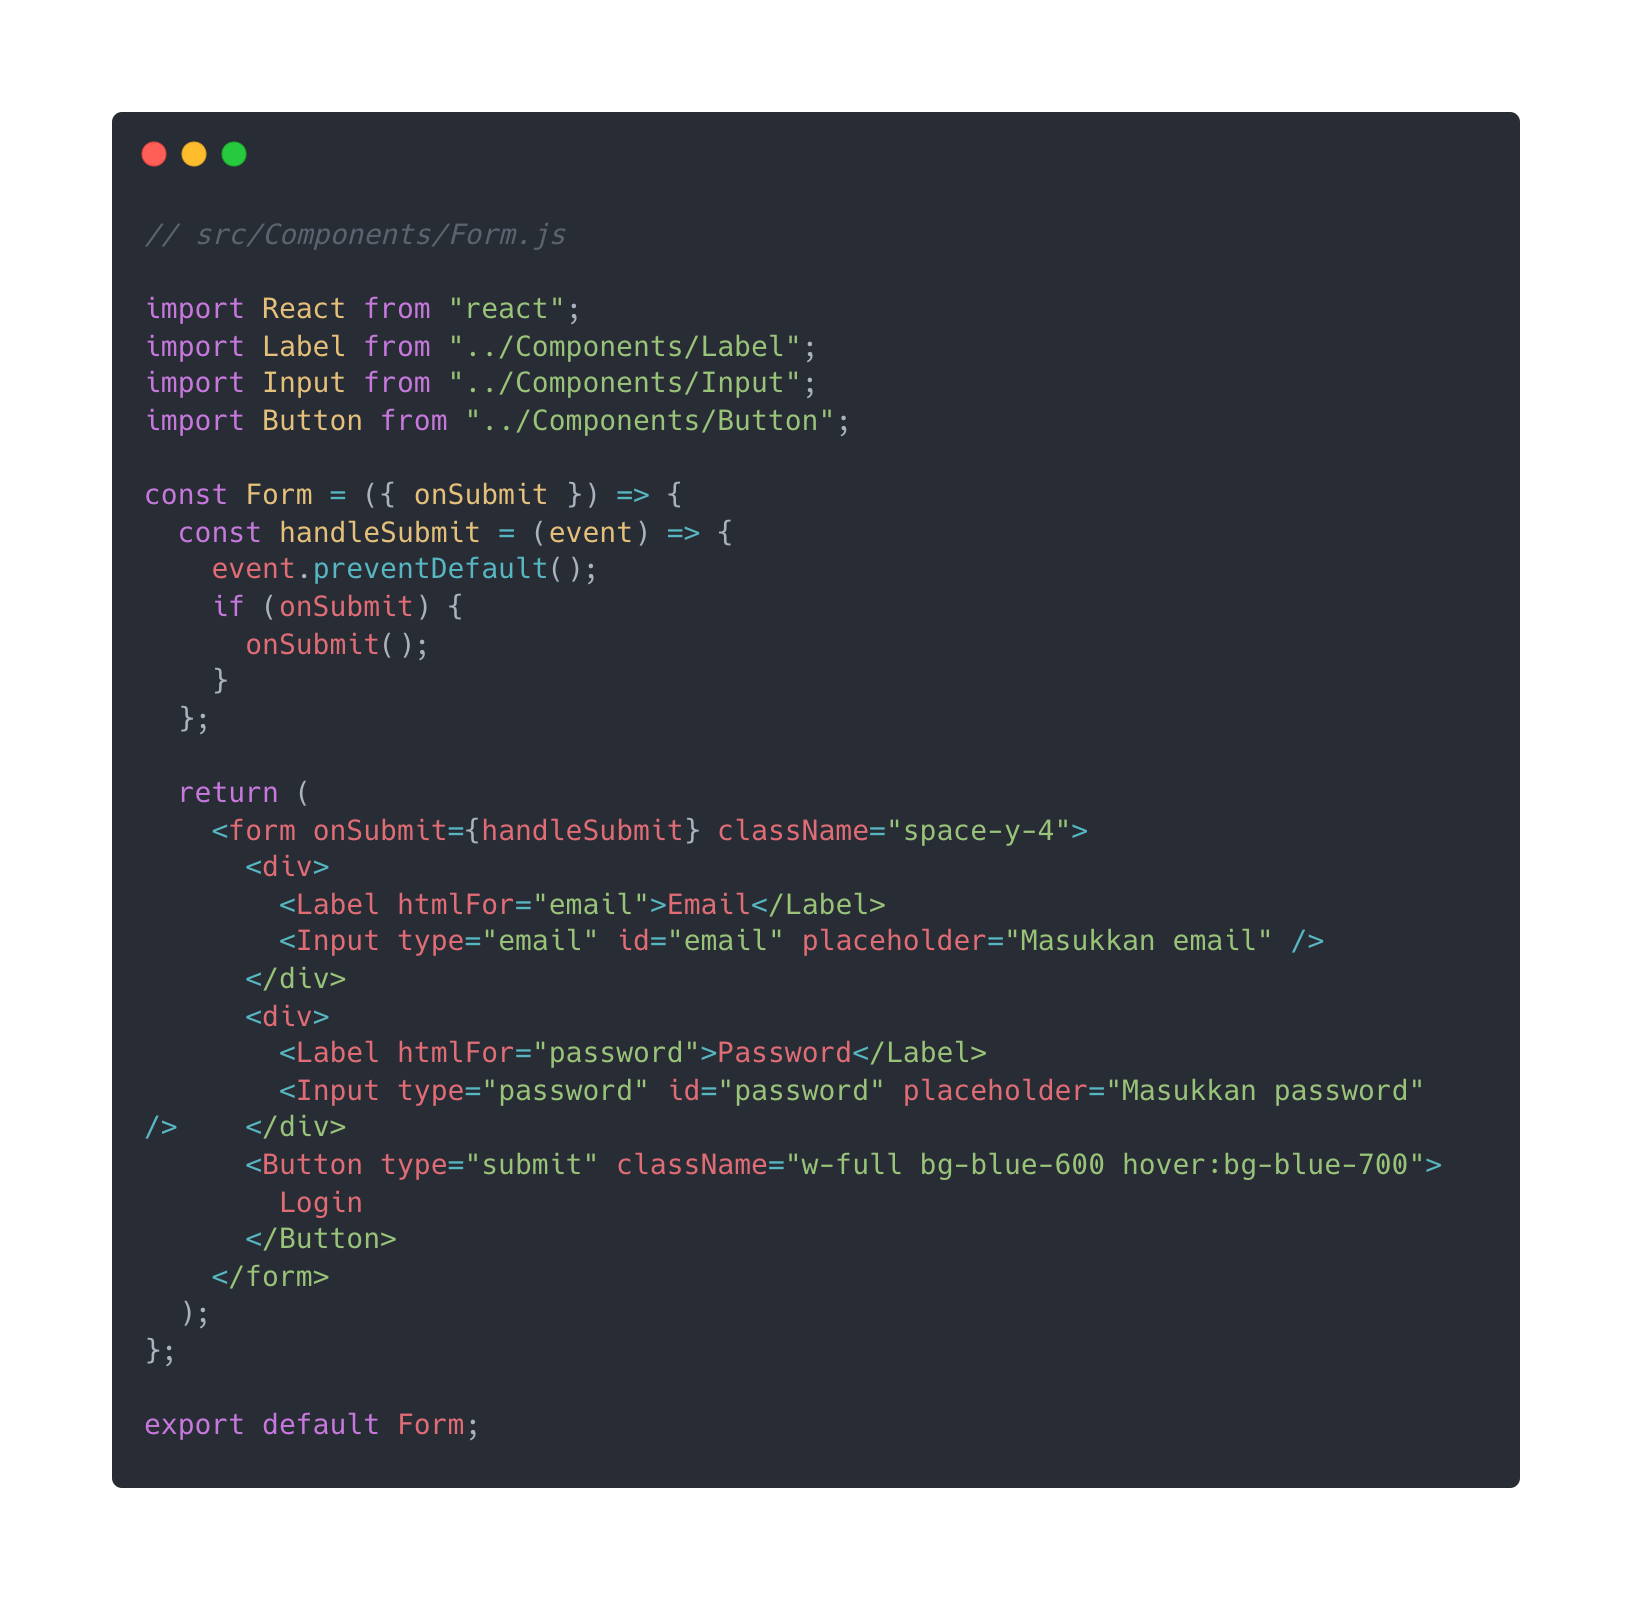 // src/Components/Form.js

import React from "react";
import Label from "../Components/Label";
import Input from "../Components/Input";
import Button from "../Components/Button";

const Form = ({ onSubmit }) => {
  const handleSubmit = (event) => {
    event.preventDefault();
    if (onSubmit) {
      onSubmit();
    }
  };

  return (
    <form onSubmit={handleSubmit} className="space-y-4">
      <div>
        <Label htmlFor="email">Email</Label>
        <Input type="email" id="email" placeholder="Masukkan email" />
      </div>
      <div>
        <Label htmlFor="password">Password</Label>
        <Input type="password" id="password" placeholder="Masukkan password"
/>    </div>
      <Button type="submit" className="w-full bg-blue-600 hover:bg-blue-700">
        Login
      </Button>
    </form>
  );
};

export default Form;